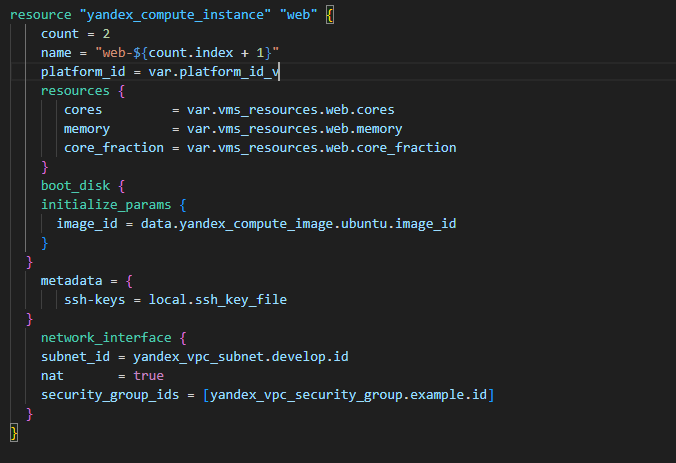 resource "yandex_compute_instance" "web" {
    count = 2
    name = "web-${count.index + 1}"
    platform_id = var.platform_id_v
    resources {
       cores         = var.vms_resources.web.cores
       memory        = var.vms_resources.web.memory
       core_fraction = var.vms_resources.web.core_fraction
    }
    boot_disk {
    initialize_params {
      image_id = data.yandex_compute_image.ubuntu.image_id
    }
  }
    metadata = {
       ssh-keys = local.ssh_key_file
  }
    network_interface {
    subnet_id = yandex_vpc_subnet.develop.id
    nat       = true
    security_group_ids = [yandex_vpc_security_group.example.id]
  }
}